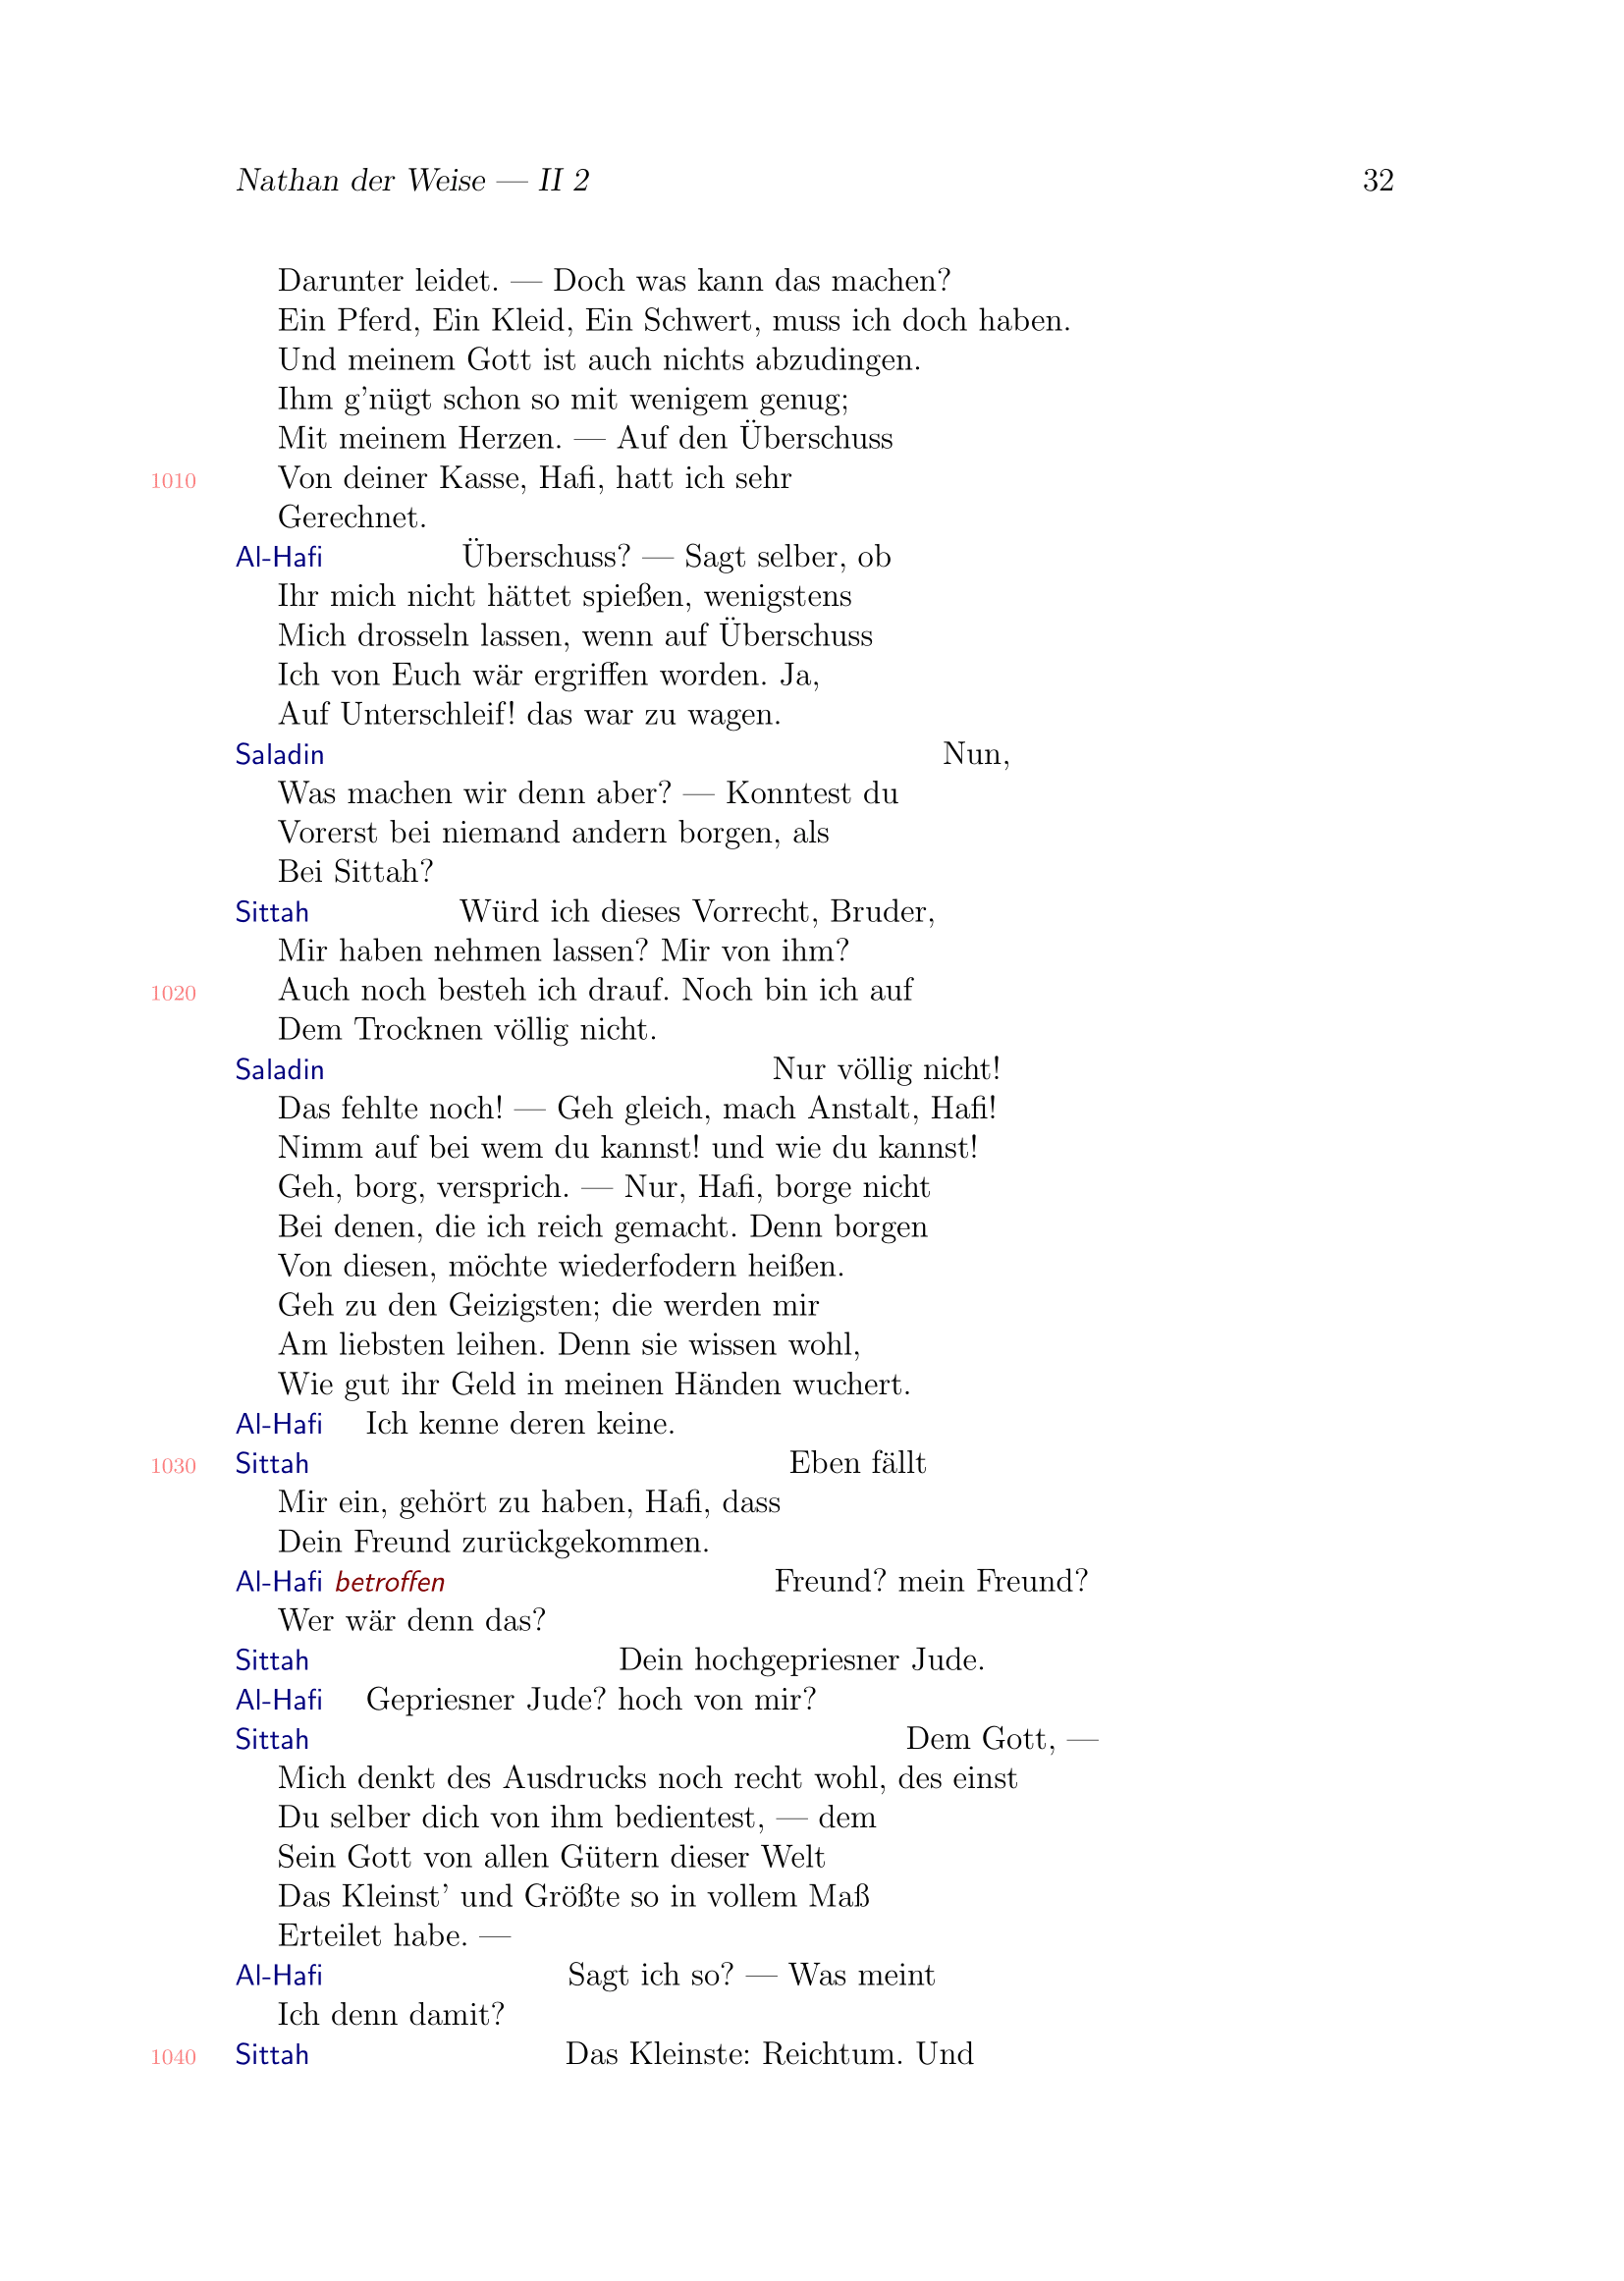 Nathan der Weise — II 2 32
Darunter leidet. — Doch was kann das machen?
Ein Pferd, Ein Kleid, Ein Schwert, muss ich doch haben.
Und meinem Gott ist auch nichts abzudingen.
Ihm g’nügt schon so mit wenigem genug;
Mit meinem Herzen. — Auf den Überschuss
1010 Von deiner Kasse, Hafi, hatt ich sehr
Gerechnet.
Al-Hafi Überschuss? — Sagt selber, ob
Ihr mich nicht hättet spießen, wenigstens
Mich drosseln lassen, wenn auf Überschuss
Ich von Euch wär ergriffen worden. Ja,
Auf Unterschleif! das war zu wagen.
Saladin Nun,
Was machen wir denn aber? — Konntest du
Vorerst bei niemand andern borgen, als
Bei Sittah?
Sittah Würd ich dieses Vorrecht, Bruder,
Mir haben nehmen lassen? Mir von ihm?
1020 Auch noch besteh ich drauf. Noch bin ich auf
Dem Trocknen völlig nicht.
Saladin Nur völlig nicht!
Das fehlte noch! — Geh gleich, mach Anstalt, Hafi!
Nimm auf bei wem du kannst! und wie du kannst!
Geh, borg, versprich. — Nur, Hafi, borge nicht
Bei denen, die ich reich gemacht. Denn borgen
Von diesen, möchte wiederfodern heißen.
Geh zu den Geizigsten; die werden mir
Am liebsten leihen. Denn sie wissen wohl,
Wie gut ihr Geld in meinen Händen wuchert.
Al-Hafi Ich kenne deren keine.
1030 Sittah Eben fällt
Mir ein, gehört zu haben, Hafi, dass
Dein Freund zurückgekommen.
Al-Hafi betroffen Freund? mein Freund?
Wer wär denn das?
Sittah Dein hochgepriesner Jude.
Al-Hafi Gepriesner Jude? hoch von mir?
Sittah Dem Gott, —
Mich denkt des Ausdrucks noch recht wohl, des einst
Du selber dich von ihm bedientest, — dem
Sein Gott von allen Gütern dieser Welt
Das Kleinst’ und Größte so in vollem Maß
Erteilet habe. —
Al-Hafi Sagt ich so? — Was meint
Ich denn damit?
1040 Sittah Das Kleinste: Reichtum. Und